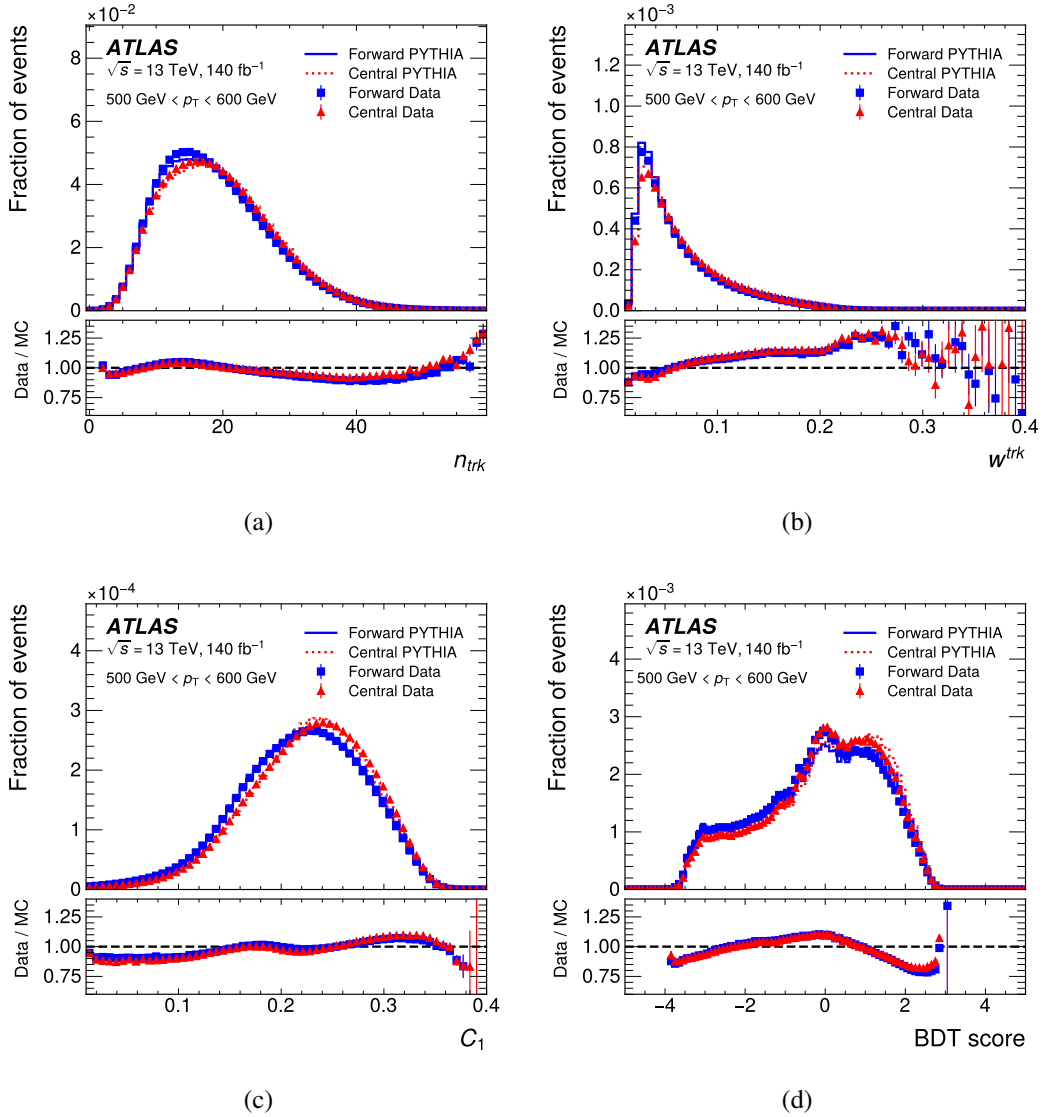 ×10⁻²
Fraction of events
ATLAS
√s = 13 TeV, 140 fb⁻¹
500 GeV < pT < 600 GeV
Forward PYTHIA
Central PYTHIA
Forward Data
Central Data
8
6
4
2
0
Data / MC
1.25
1.00
0.75
0 20 40
n_trk
(a)
×10⁻³
Fraction of events
ATLAS
√s = 13 TeV, 140 fb⁻¹
500 GeV < pT < 600 GeV
Forward PYTHIA
Central PYTHIA
Forward Data
Central Data
1.2
1.0
0.8
0.6
0.4
0.2
0.0
Data / MC
1.25
1.00
0.75
0.1 0.2 0.3 0.4
w^trk
(b)
×10⁻⁴
Fraction of events
ATLAS
√s = 13 TeV, 140 fb⁻¹
500 GeV < pT < 600 GeV
Forward PYTHIA
Central PYTHIA
Forward Data
Central Data
4
3
2
1
0
Data / MC
1.25
1.00
0.75
0.1 0.2 0.3 0.4
C₁
(c)
×10⁻³
Fraction of events
ATLAS
√s = 13 TeV, 140 fb⁻¹
500 GeV < pT < 600 GeV
Forward PYTHIA
Central PYTHIA
Forward Data
Central Data
4
3
2
1
0
Data / MC
1.25
1.00
0.75
−4 −2 0 2 4
BDT score
(d)